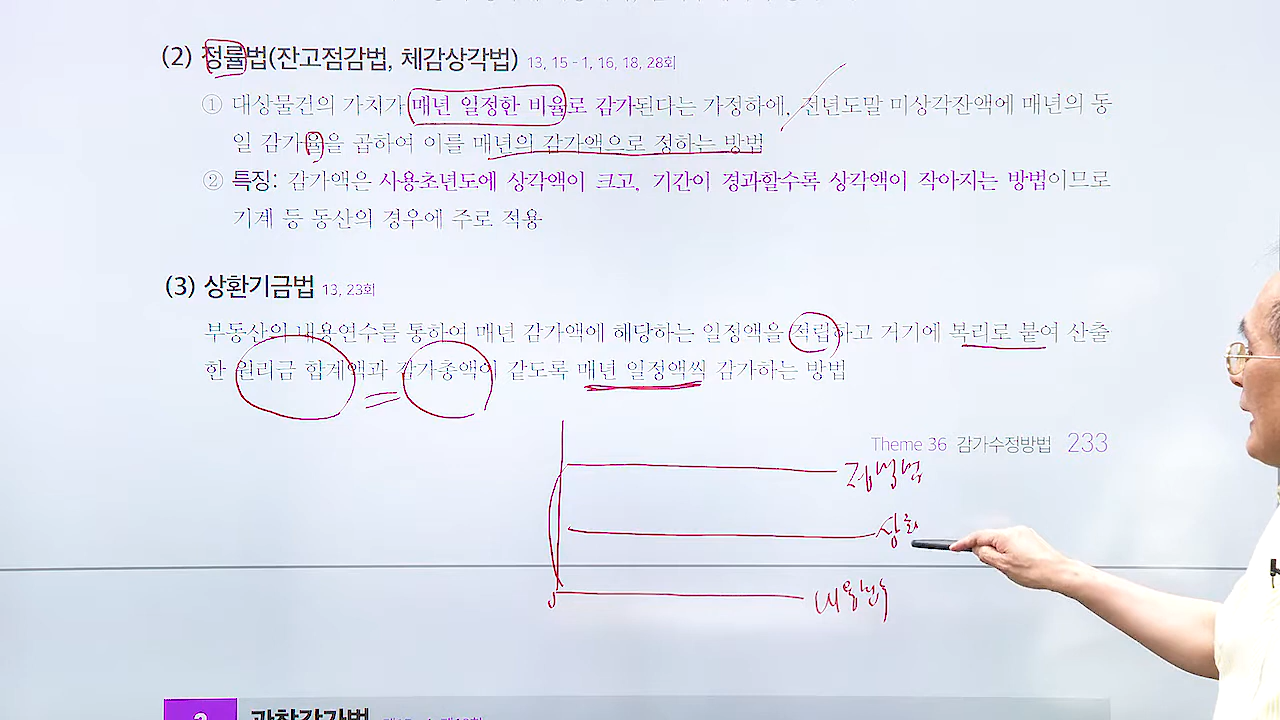 (2) 정률법(잔고점감법, 체감상각법) 13, 15-1, 16, 18, 28회
① 대상물건의 가치가 매년 일정한 비율로 감가된다는 가정하에, 전년도말 미상각잔액에 매년의 동
일 감가율을 곱하여 이를 매년의 감가액으로 정하는 방법
② 특징: 감가액은 사용초년도에 상각액이 크고, 기간이 경과할수록 상각액이 작아지는 방법이므로
기계 등 동산의 경우에 주로 적용
(3) 상환기금법 13, 23회
부동산의 내용연수를 통하여 매년 감가액에 해당하는 일정액을 적립하고 거기에 복리로 붙여 산출
한 원리금 합계액과 감가총액이 같도록 매년 일정액씩 감가하는 방법
=
Theme 36 감가수정방법 233
상환
내용년수
2 관찰감가법